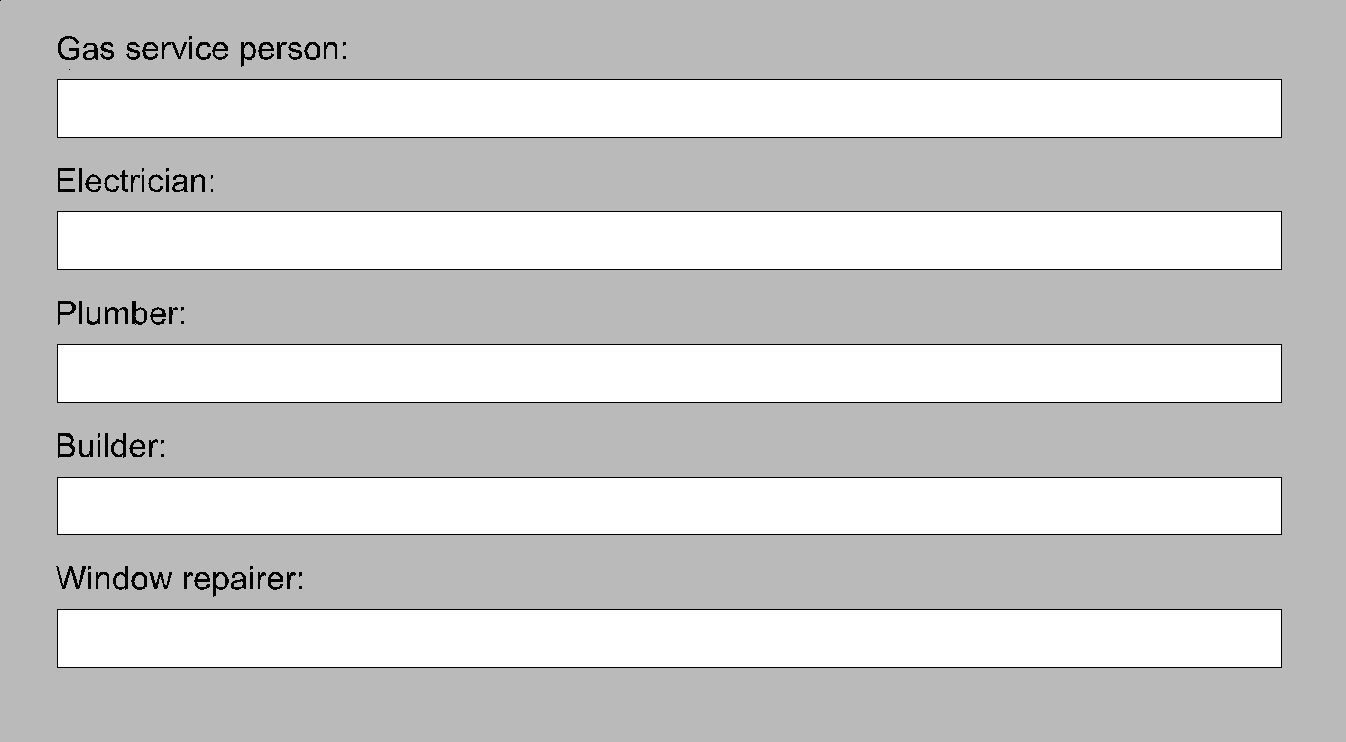 Gas service person:
Electrician:
Plumber:
Builder:
Window repairer: